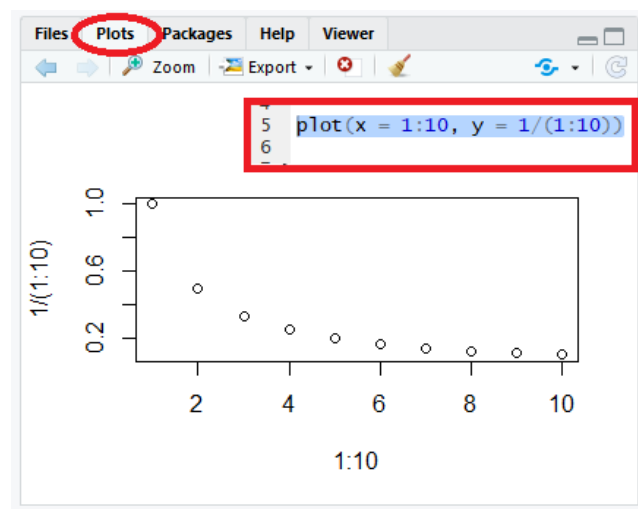 Files Plots Packages Help Viewer
Zoom Export
5 plot(x = 1:10, y = 1/(1:10))
6
1/(1:10)
1.0
0.6
0.2
2 4 6 8 10
1:10